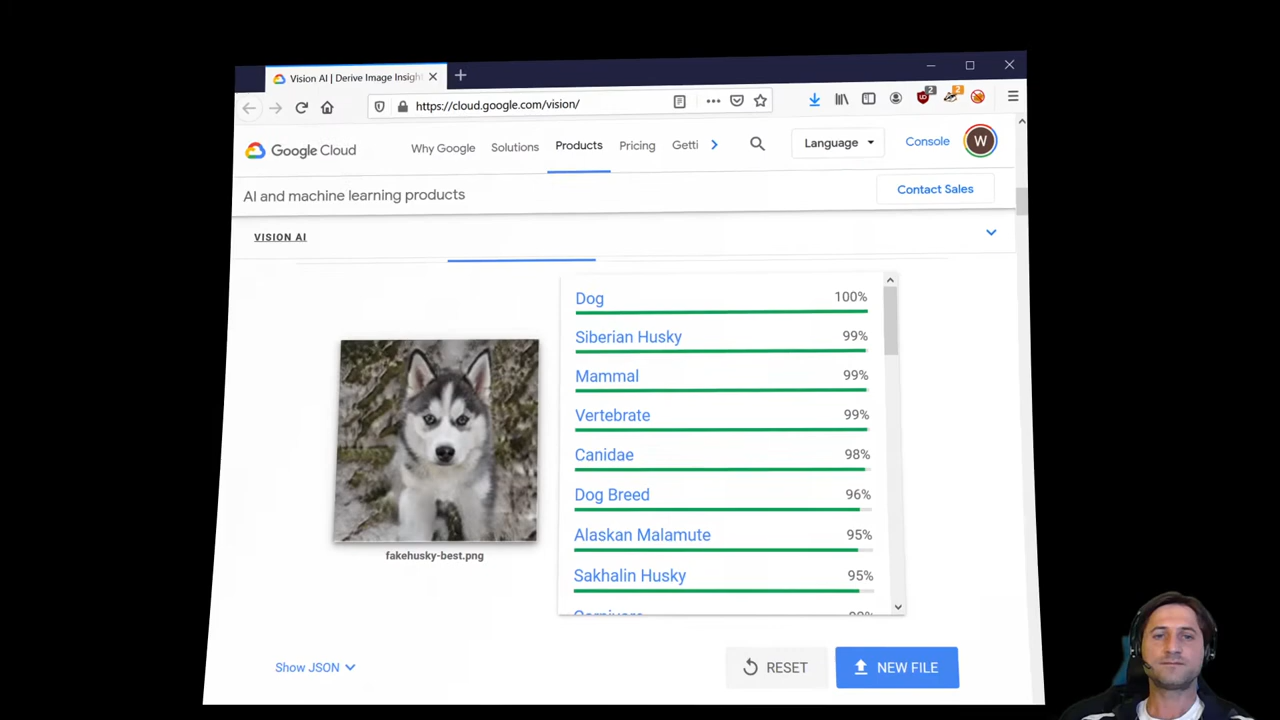 Vision AI | Derive Image Insigh
https://cloud.google.com/vision/
2
2
Google Cloud
Why Google
Solutions
Products
Pricing
Getti
Language
Console
W
AI and machine learning products
Contact Sales
VISION AI
Dog 100%
Siberian Husky 99%
Mammal 99%
Vertebrate 99%
Canidae 98%
Dog Breed 96%
Alaskan Malamute 95%
Sakhalin Husky 95%
fakehusky-best.png
Show JSON
RESET
NEW FILE